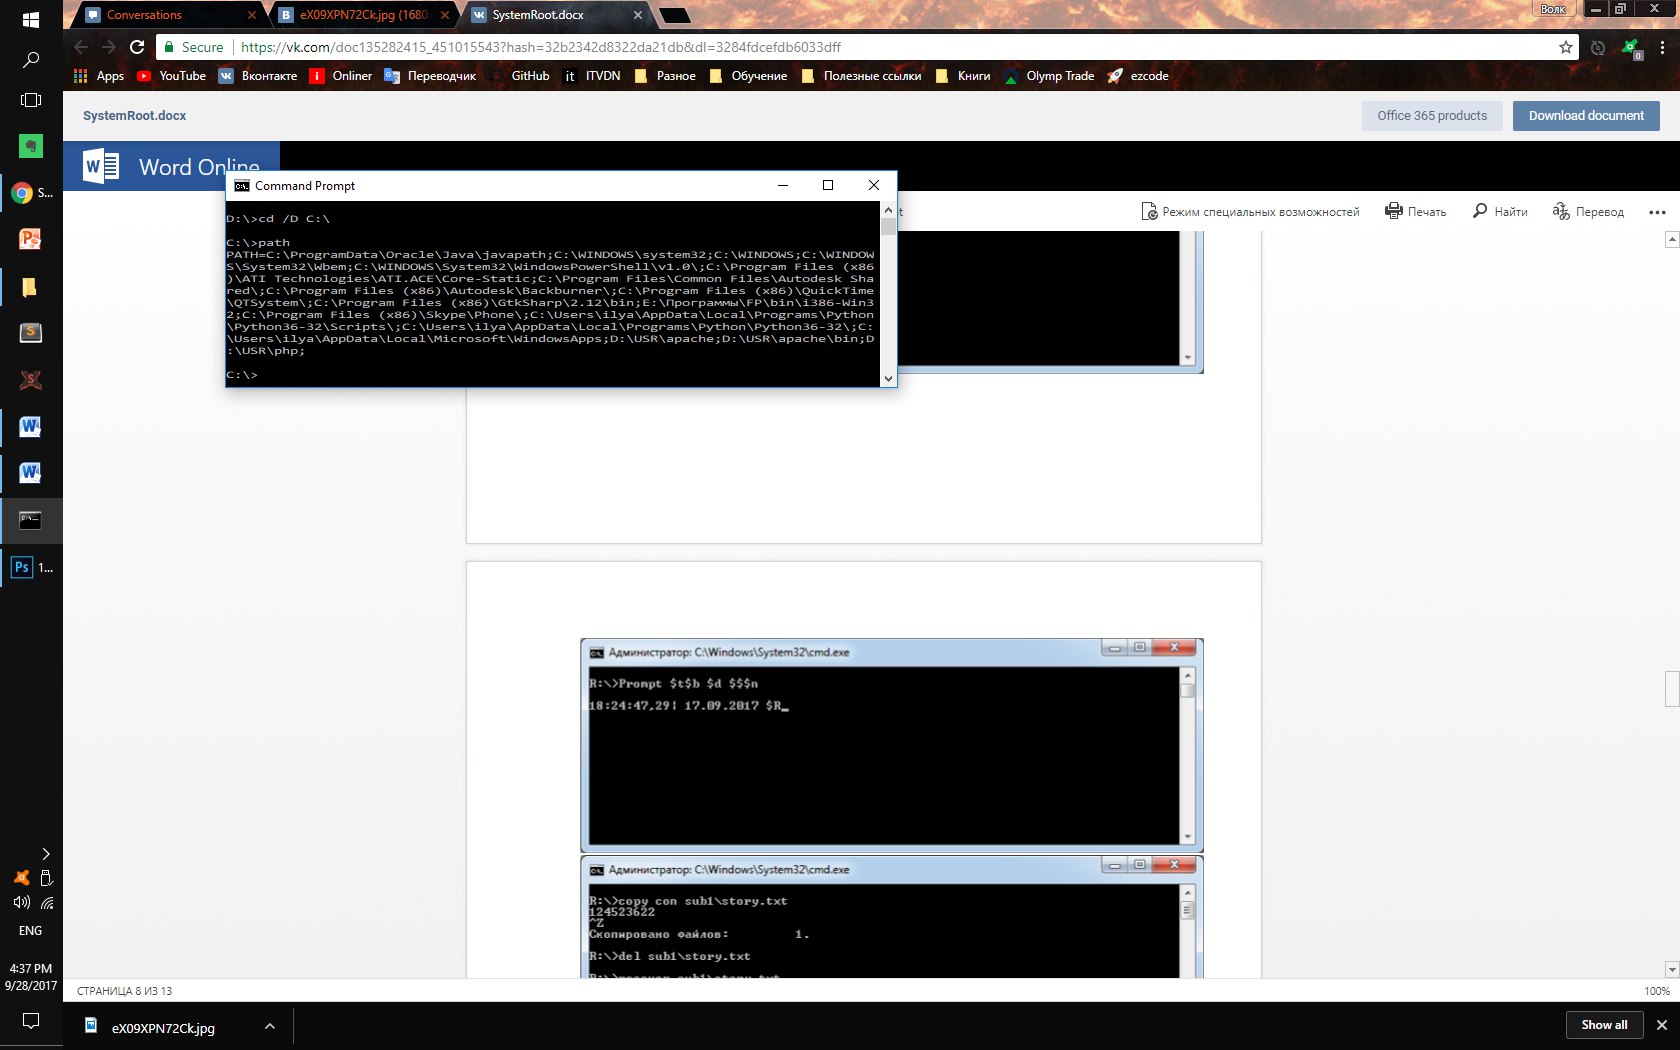 Conversations
eX09XPN72Ck.jpg (1680
SystemRoot.docx
Волк
Secure
https://vk.com/doc135282415_451015543?hash=32b2342d8322da21db&dl=3284fdcefdb6033dff
Apps
YouTube
Вконтакте
Onliner
Переводчик
GitHub
it ITVDN
Разное
Обучение
Полезные ссылки
Книги
Olymp Trade
ezcode
SystemRoot.docx
Office 365 products
Download document
Word Online
Режим специальных возможностей
Печать
Найти
Перевод
Command Prompt
D:\>cd /D C:\
C:\>path
PATH=C:\ProgramData\Oracle\Java\javapath;C:\WINDOWS\system32;C:\WINDOWS;C:\WINDOW
S\System32\Wbem;C:\WINDOWS\System32\WindowsPowerShell\v1.0\;C:\Program Files (x86
)\ATI Technologies\ATI.ACE\Core-Static;C:\Program Files\Common Files\Autodesk Sha
red\;C:\Program Files (x86)\Autodesk\Backburner\;C:\Program Files (x86)\QuickTime
\QTSystem\;C:\Program Files (x86)\GtkSharp\2.12\bin;E:\Программы\FP\bin\i386-Win3
2;C:\Program Files (x86)\Skype\Phone\;C:\Users\ilya\AppData\Local\Programs\Python
\Python36-32\Scripts\;C:\Users\ilya\AppData\Local\Programs\Python\Python36-32\;C:
\Users\ilya\AppData\Local\Microsoft\WindowsApps;D:\USR\apache;D:\USR\apache\bin;D
:\USR\php;
C:\>
S...
1...
Администратор: C:\Windows\System32\cmd.exe
R:\>Prompt $t$b $d $$$n
18:24:47,29| 17.09.2017 $R_
Администратор: C:\Windows\System32\cmd.exe
R:\>copy con sub1\story.txt
124523622
^Z
Скопировано файлов: 1.
R:\>del sub1\story.txt
ENG
4:37 PM
9/28/2017
СТРАНИЦА 8 ИЗ 13
100%
eX09XPN72Ck.jpg
Show all